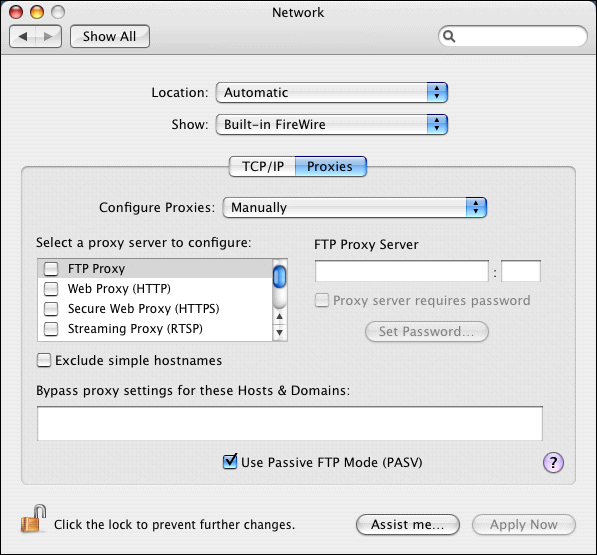 Network
Show All
Location: Automatic
Show: Built-in FireWire
TCP/IP Proxies
Configure Proxies: Manually
Select a proxy server to configure:
FTP Proxy
Web Proxy (HTTP)
Secure Web Proxy (HTTPS)
Streaming Proxy (RTSP)
FTP Proxy Server
:
Proxy server requires password
Set Password...
Exclude simple hostnames
Bypass proxy settings for these Hosts & Domains:
Use Passive FTP Mode (PASV)
?
Click the lock to prevent further changes.
Assist me...
Apply Now